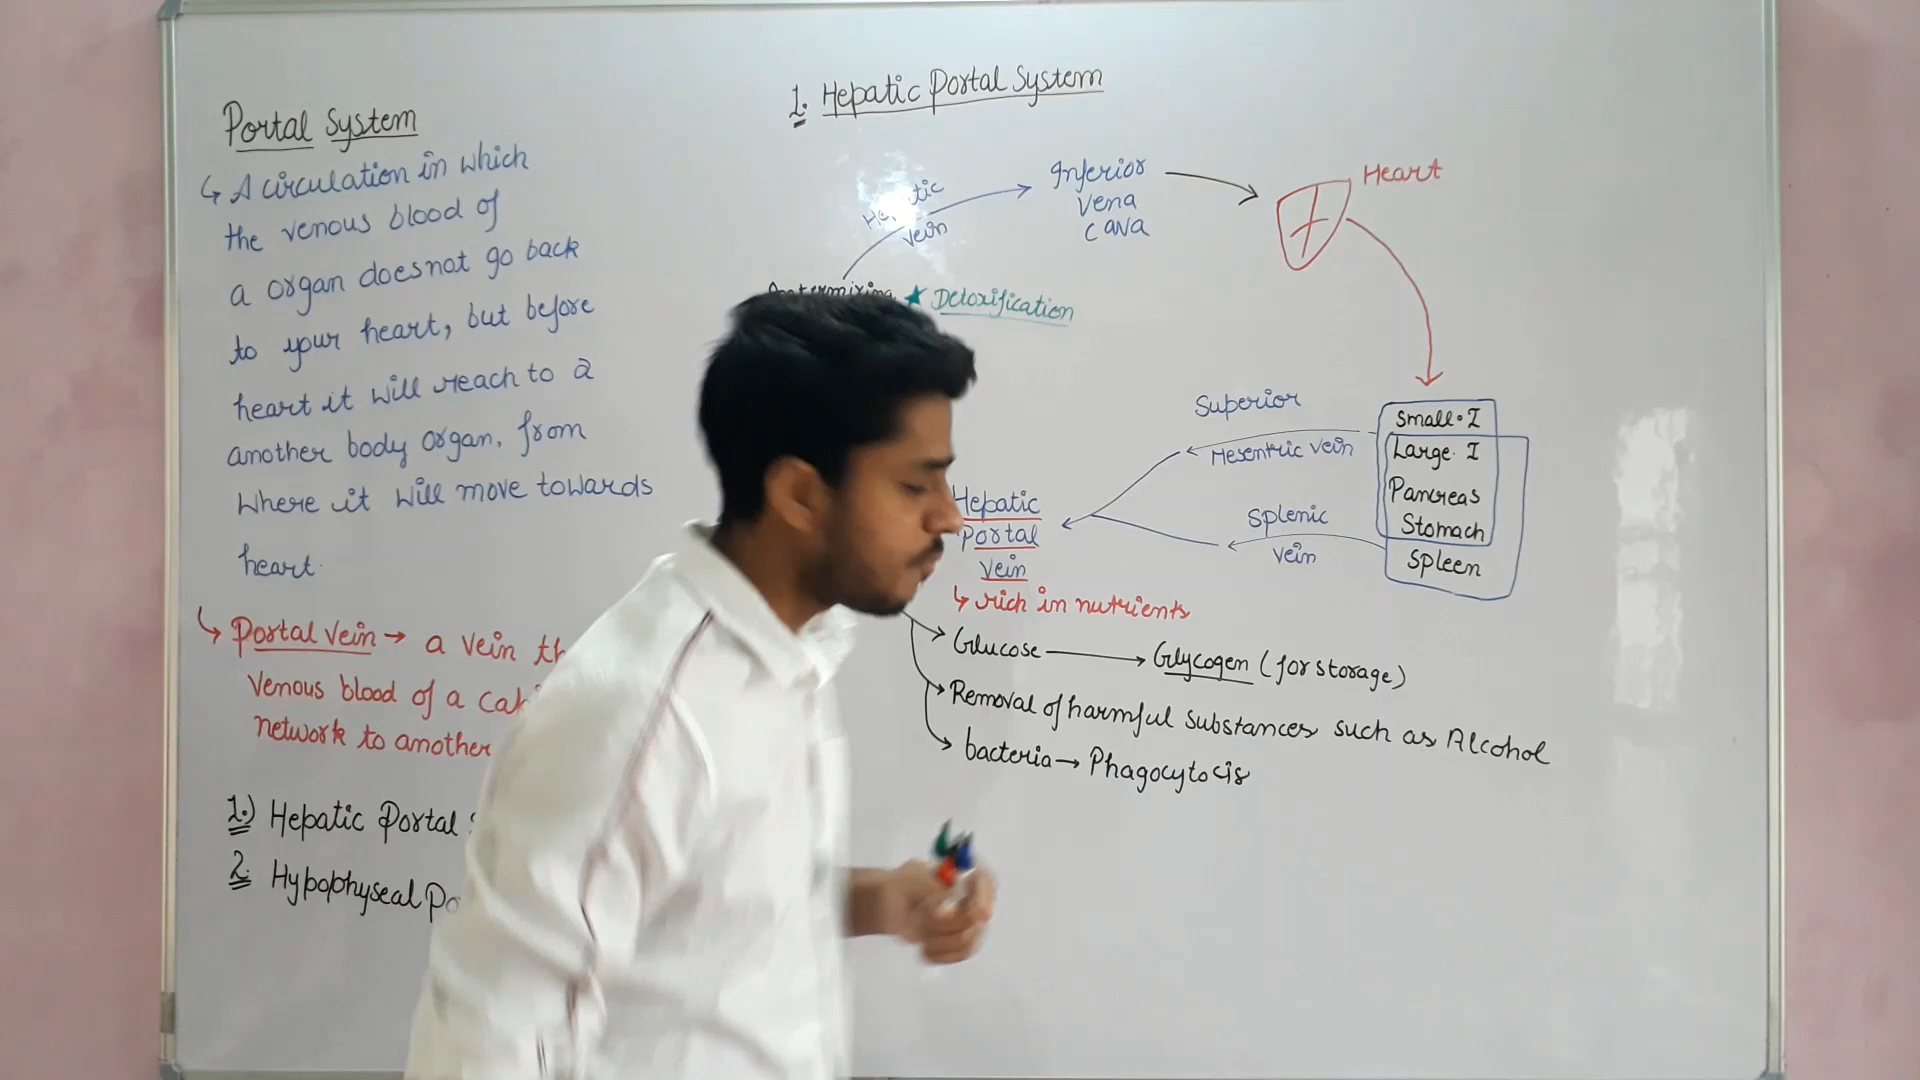 Portal System
↳ A circulation in which
the venous blood of
a organ doesnot go back
to your heart, but before
heart it will reach to a
another body organ, from
Where it will move towards
heart.
↳ Portal vein → a vein
Venous blood of a
network to another
1.) Hepatic Portal
2. Hypophyseal
1. Hepatic Portal System
Hepatic
vein
Inferior
Vena
Cava
Heart
★ Detoxification
Superior
Mesentric vein
Splenic
vein
Small. I
Large. I
Pancreas
Stomach
Spleen
Hepatic
Portal
Vein
↳ rich in nutrients
Glucose → Glycogen (for storage)
Removal of harmful substances such as Alcohol
bacteria → Phagocytocis